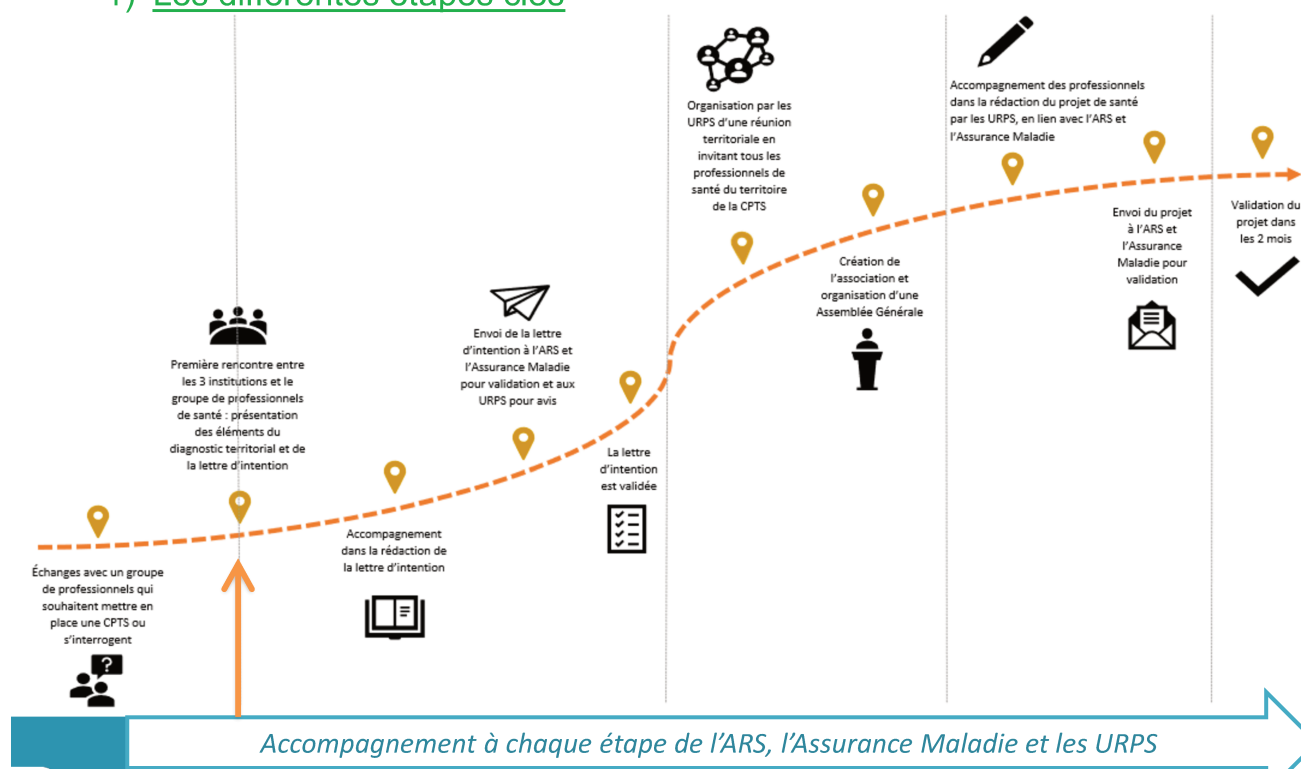 1) Les différentes étapes clés
Échanges avec un groupe
de professionnels qui
souhaitent mettre en
place une CPTS ou
s'interrogent
?
Première rencontre entre
les 3 institutions et le
groupe de professionnels
de santé : présentation
des éléments du
diagnostic territorial et de
la lettre d'intention
Accompagnement
dans la rédaction de
la lettre d'intention
Envoi de la lettre
d'intention à l'ARS et
l'Assurance Maladie
pour validation et aux
URPS pour avis
La lettre
d'intention
est validée
Organisation par les
URPS d'une réunion
territoriale en
invitant tous les
professionnels de
santé du territoire
de la CPTS
Création de
l'association et
organisation d'une
Assemblée Générale
Accompagnement des professionnels
dans la rédaction du projet de santé
par les URPS, en lien avec l'ARS et
l'Assurance Maladie
Envoi du projet
à l'ARS et
l'Assurance
Maladie pour
validation
Validation du
projet dans
les 2 mois
Accompagnement à chaque étape de l'ARS, l'Assurance Maladie et les URPS